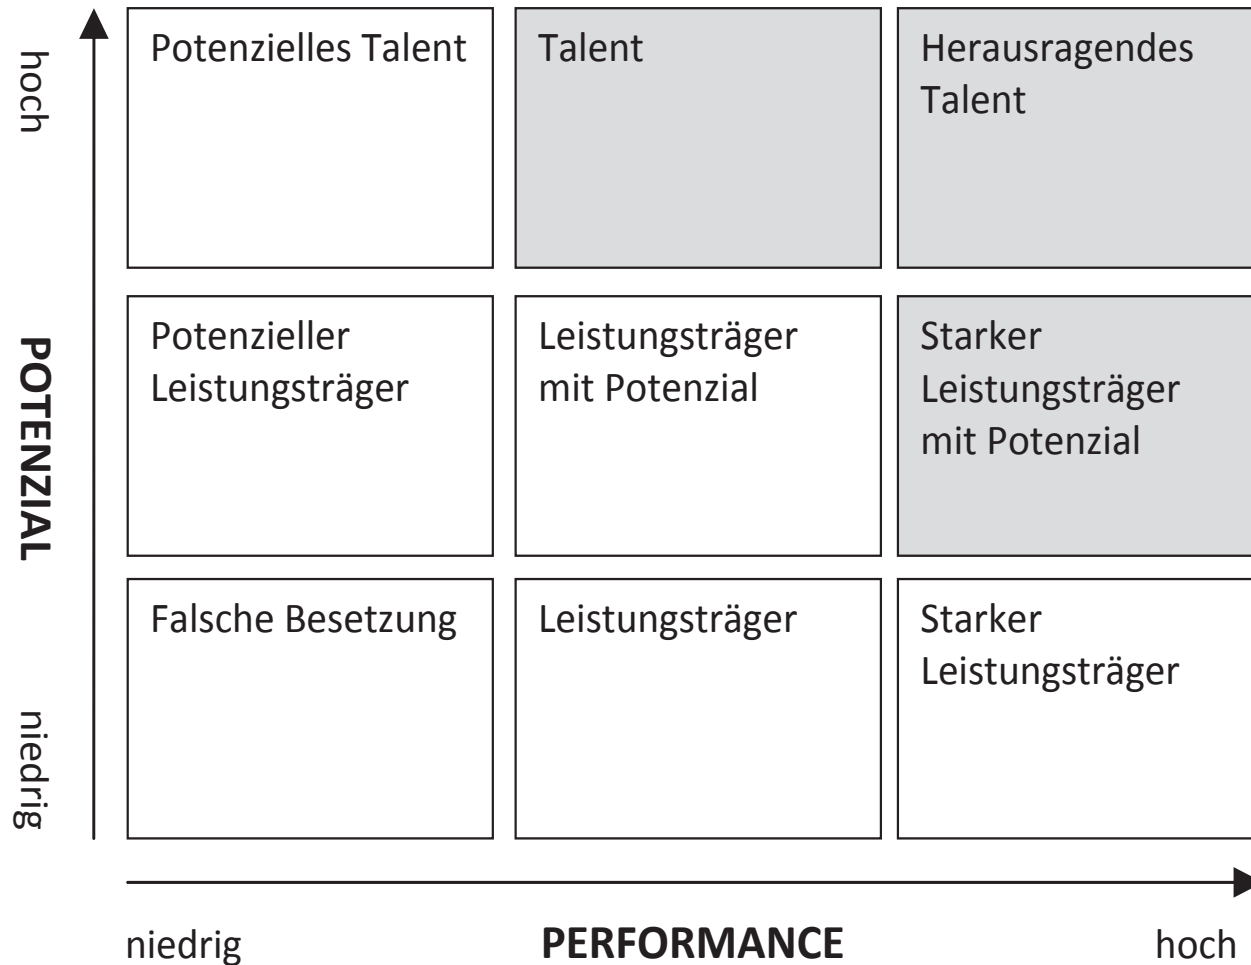 hoch
POTENZIAL
niedrig
Potenzielles Talent
Talent
Herausragendes
Talent
Potenzieller
Leistungsträger
Leistungsträger
mit Potenzial
Starker
Leistungsträger
mit Potenzial
Falsche Besetzung
Leistungsträger
Starker
Leistungsträger
niedrig
PERFORMANCE
hoch